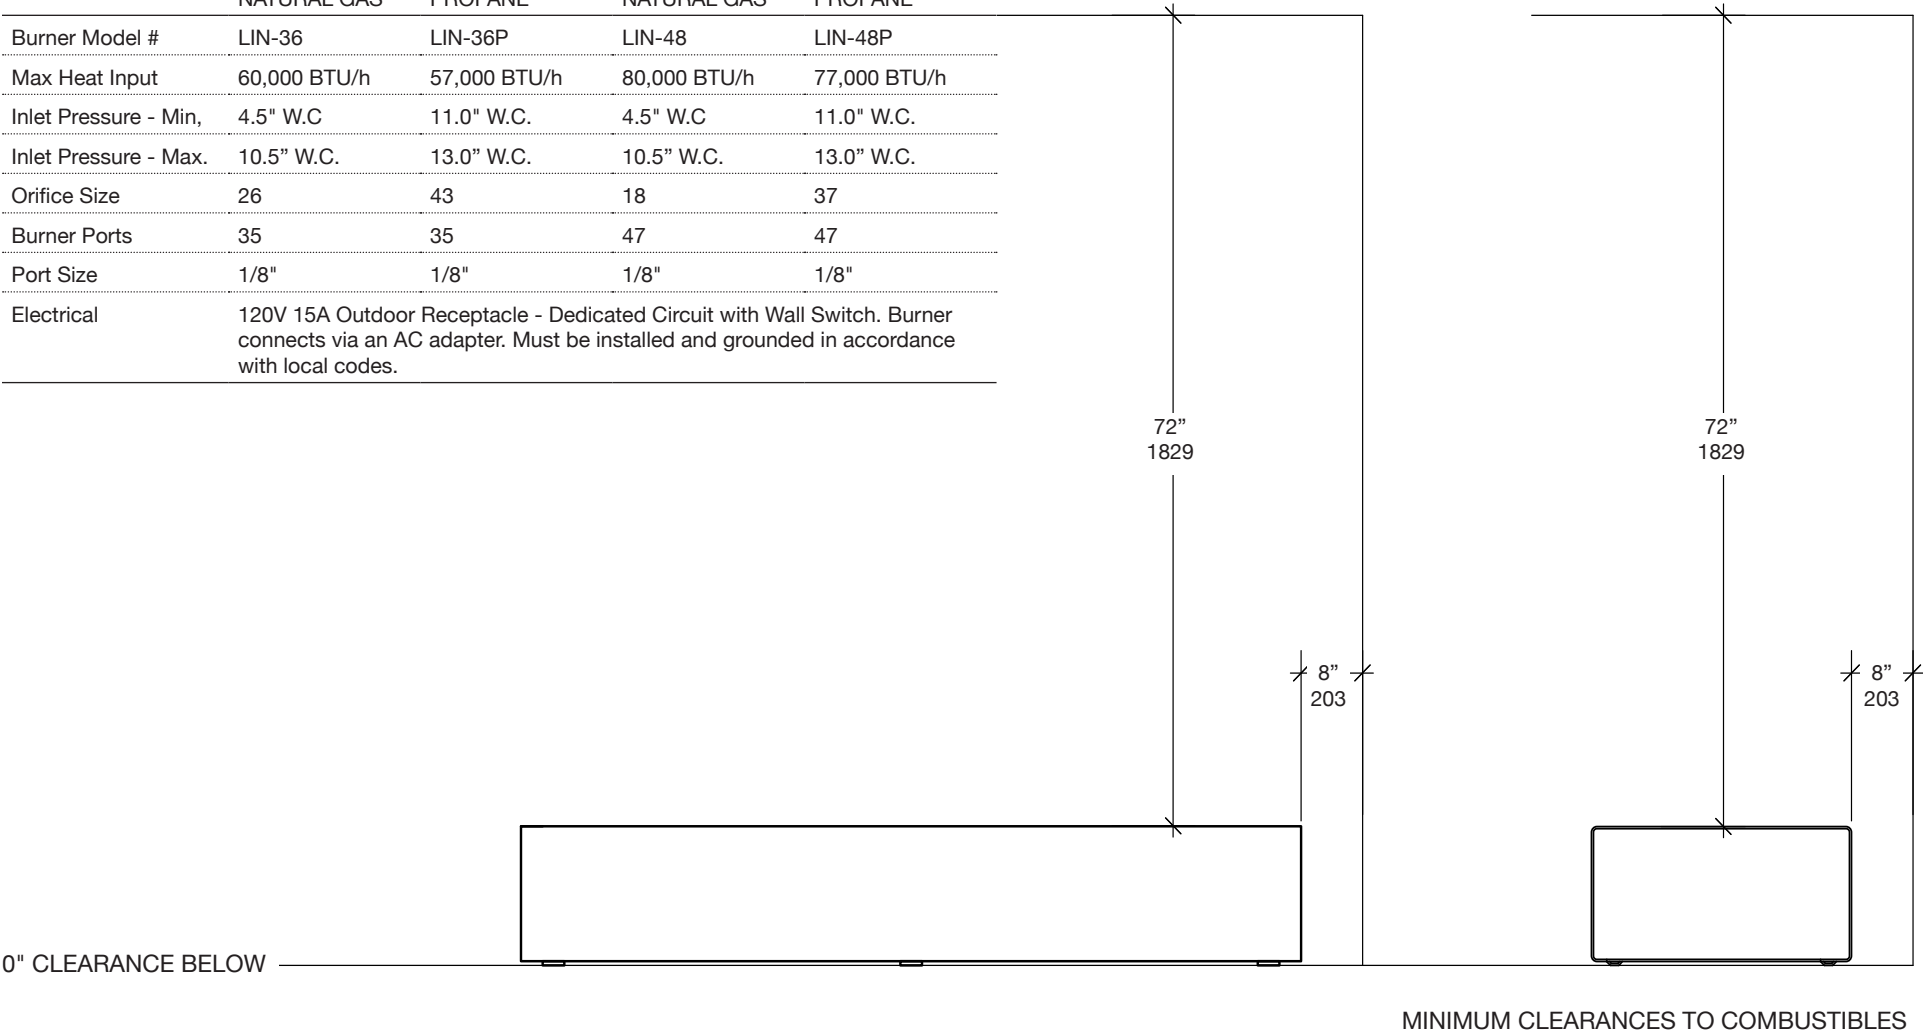 NATURAL GAS PROPANE NATURAL GAS PROPANE
Burner Model # LIN-36 LIN-36P LIN-48 LIN-48P
Max Heat Input 60,000 BTU/h 57,000 BTU/h 80,000 BTU/h 77,000 BTU/h
Inlet Pressure - Min, 4.5" W.C 11.0" W.C. 4.5" W.C 11.0" W.C.
Inlet Pressure - Max. 10.5” W.C. 13.0” W.C. 10.5” W.C. 13.0” W.C.
Orifice Size 26 43 18 37
Burner Ports 35 35 47 47
Port Size 1/8" 1/8" 1/8" 1/8"
Electrical 120V 15A Outdoor Receptacle - Dedicated Circuit with Wall Switch. Burner
connects via an AC adapter. Must be installed and grounded in accordance
with local codes.
72” 72”
1829 1829
8” 8”
203 203
0" CLEARANCE BELOW
MINIMUM CLEARANCES TO COMBUSTIBLES